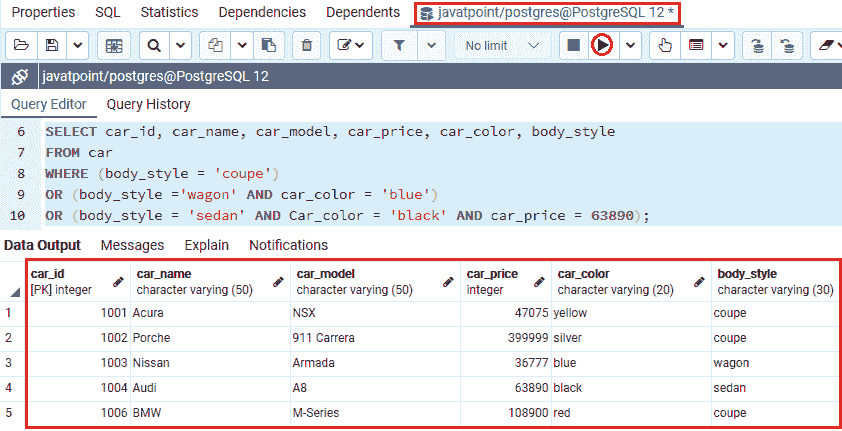 Properties SQL Statistics Dependencies Dependents javatpoint/postgres@PostgreSQL 12 *
No limit
javatpoint/postgres@PostgreSQL 12
Query Editor Query History
6 SELECT car_id, car_name, car_model, car_price, car_color, body_style
7 FROM car
8 WHERE (body_style = 'coupe')
9 OR (body_style ='wagon' AND car_color = 'blue')
10 OR (body_style = 'sedan' AND Car_color = 'black' AND car_price = 63890);
Data Output Messages Explain Notifications
car_id car_name car_model car_price car_color body_style
[PK] integer character varying (50) character varying (50) integer character varying (20) character varying (30)
1 1001 Acura NSX 47075 yellow coupe
2 1002 Porche 911 Carrera 399999 silver coupe
3 1003 Nissan Armada 36777 blue wagon
4 1004 Audi A8 63890 black sedan
5 1006 BMW M-Series 108900 red coupe